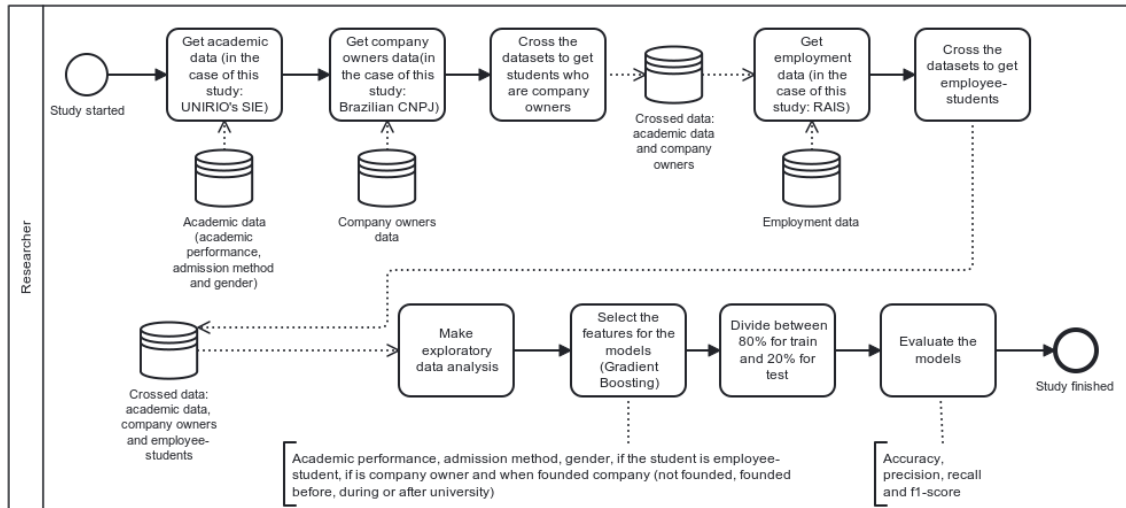 Researcher
Study started
Get academic
data (in the
case of this
study:
UNIRIO's SIE)
Get company
owners data(in
the case of this
study:
Brazilian CNPJ)
Cross the
datasets to get
students who
are company
owners
Crossed data:
academic data
and company
owners
Get
employment
data (in the
case of this
study: RAIS)
Cross the
datasets to get
employee-
students
Academic data
(academic
performance,
admission method
and gender)
Company owners
data
Employment data
Crossed data:
academic data,
company owners
and employee-
students
Make
exploratory
data analysis
Select the
features for the
models
(Gradient
Boosting)
Divide between
80% for train
and 20% for
test
Evaluate the
models
Study finished
Academic performance, admission method, gender, if the student is employee-
student, if is company owner and when founded company (not founded, founded
before, during or after university)
Accuracy,
precision, recall
and f1-score